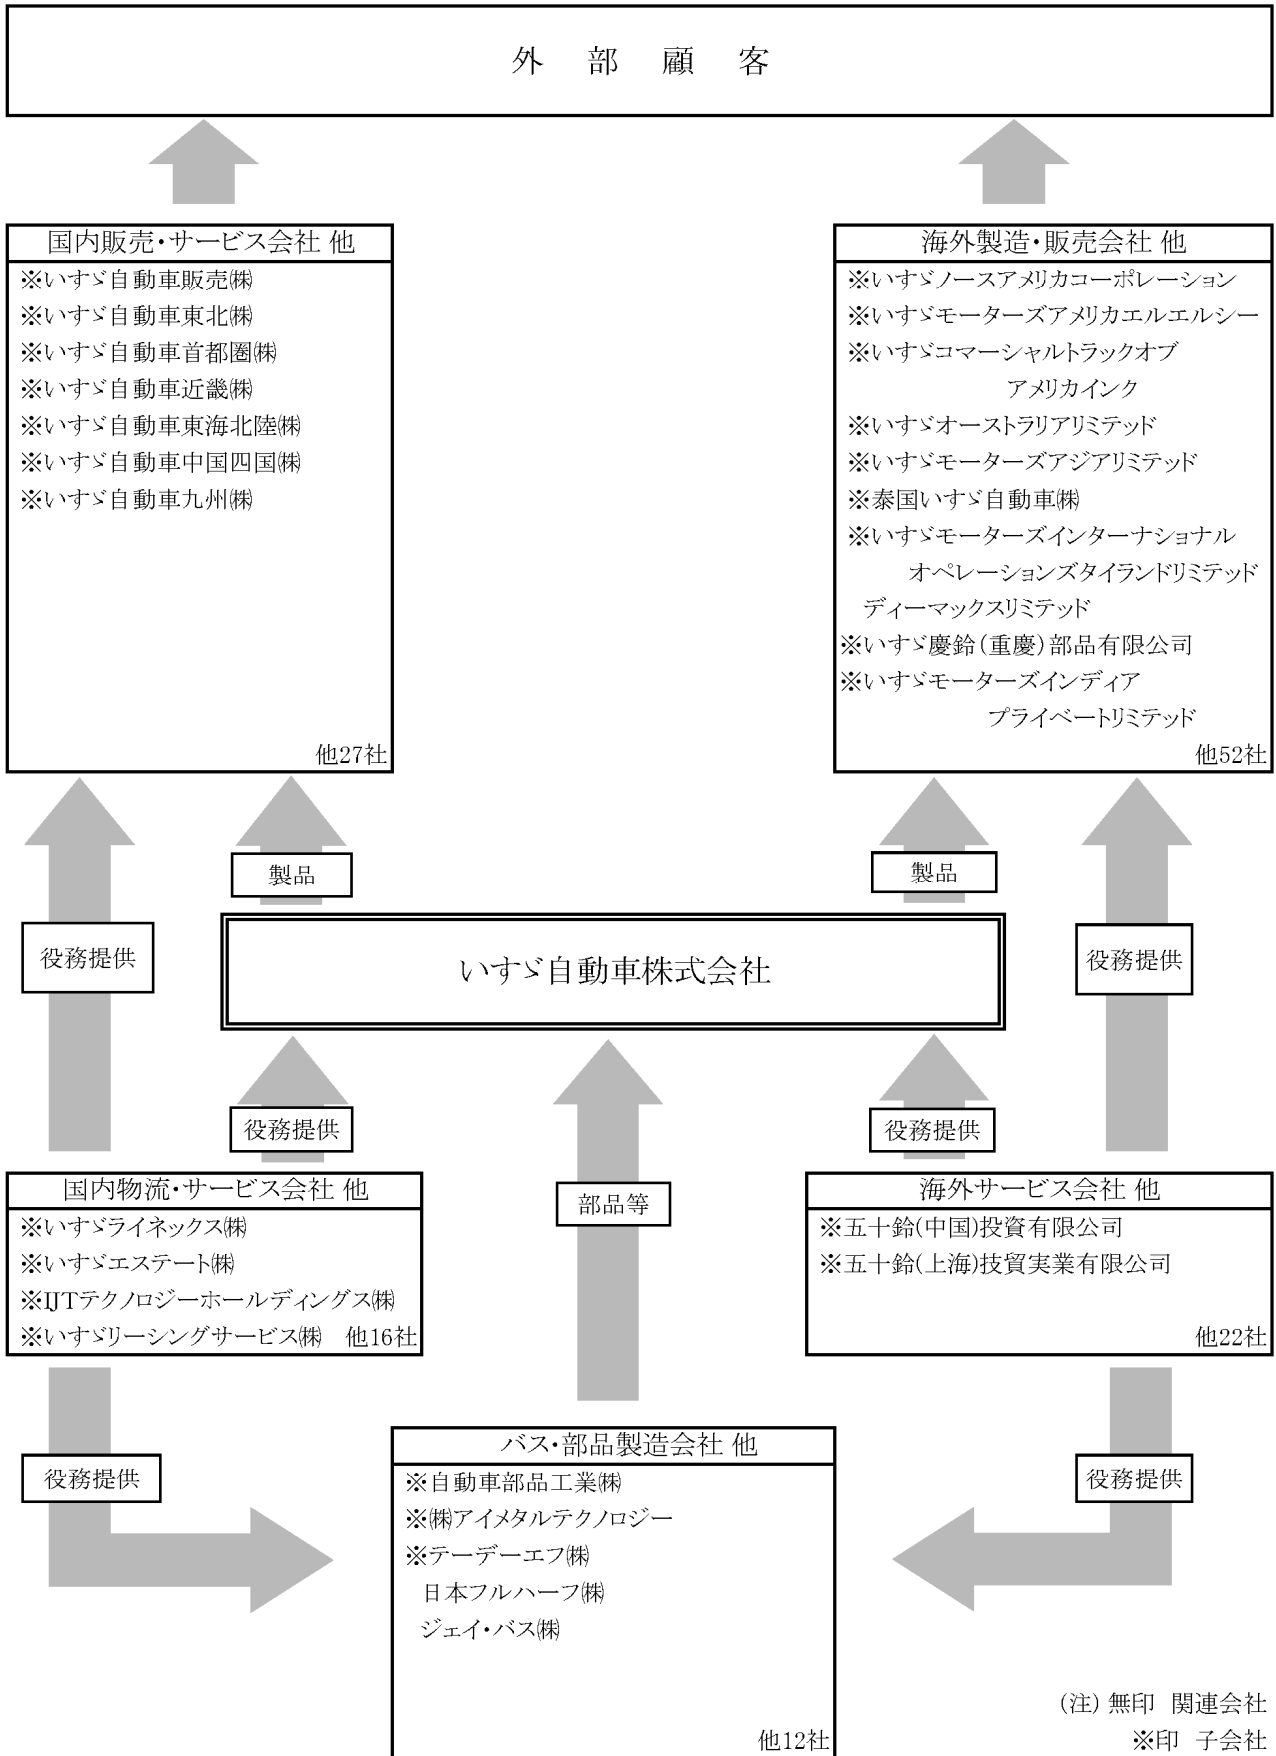 外部顧客
国内販売・サービス会社 他
※いすゞ自動車販売㈱
※いすゞ自動車東北㈱
※いすゞ自動車首都圏㈱
※いすゞ自動車近畿㈱
※いすゞ自動車東海北陸㈱
※いすゞ自動車中国四国㈱
※いすゞ自動車九州㈱
他27社
海外製造・販売会社 他
※いすゞノースアメリカコーポレーション
※いすゞモーターズアメリカエルエルシー
※いすゞコマーシャルトラックオブ
アメリカインク
※いすゞオーストラリアリミテッド
※いすゞモーターズアジアリミテッド
※泰国いすゞ自動車㈱
※いすゞモーターズインターナショナル
オペレーションズタイランドリミテッド
ディーマックスリミテッド
※いすゞ慶鈴(重慶)部品有限公司
※いすゞモーターズインディア
プライベートリミテッド
他52社
製品
製品
役務提供
いすゞ自動車株式会社
役務提供
役務提供
役務提供
国内物流・サービス会社 他
※いすゞライネックス㈱
※いすゞエステート㈱
※IJTテクノロジーホールディングス㈱
※いすゞリーシングサービス㈱ 他16社
部品等
海外サービス会社 他
※五十鈴(中国)投資有限公司
※五十鈴(上海)技貿実業有限公司
他22社
役務提供
役務提供
バス・部品製造会社 他
※自動車部品工業㈱
※㈱アイメタルテクノロジー
※テーデーエフ㈱
日本フルハーフ㈱
ジェイ・バス㈱
他12社
(注) 無印 関連会社
※印 子会社